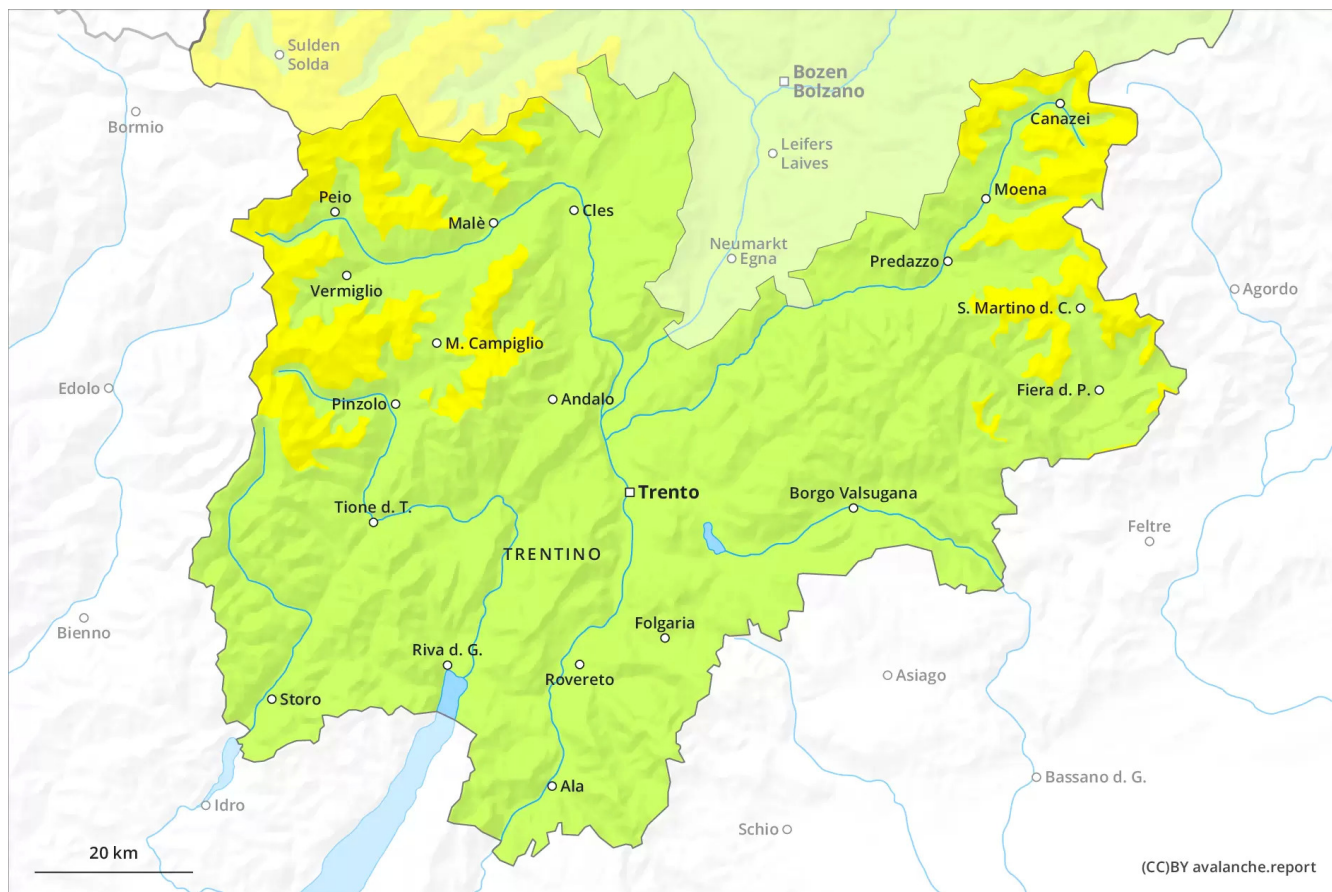 Sulden
Solda
Bozen
Bolzano
Canazei
Bormio
Leifers
Laives
Moena
Peio
Malè
Cles
Neumarkt
Egna
Predazzo
Vermiglio
Agordo
S. Martino d. C.
M. Campiglio
Edolo
Andalo
Fiera d. P.
Pinzolo
Trento
Borgo Valsugana
Tione d. T.
Feltre
TRENTINO
Bienno
Folgaria
Riva d. G.
Rovereto
Asiago
Storo
Bassano d. G.
Ala
Idro
Schio
20 km
(CC)BY avalanche.report